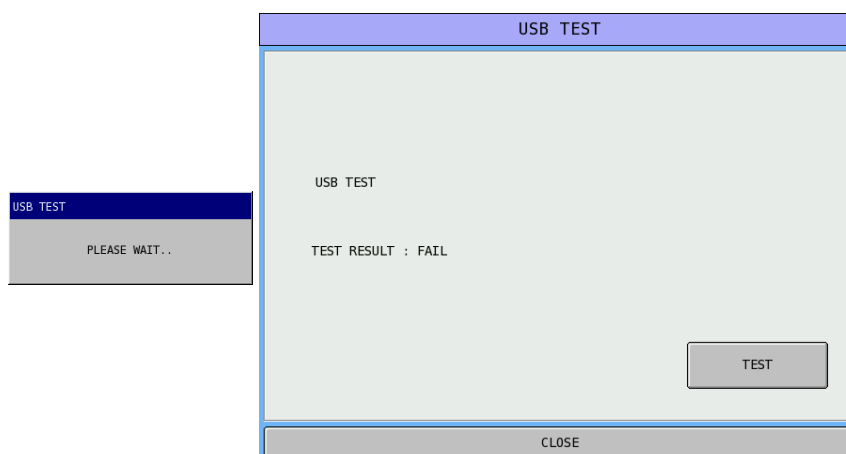 USB TEST
PLEASE WAIT..
USB TEST
USB TEST
TEST RESULT : FAIL
TEST
CLOSE